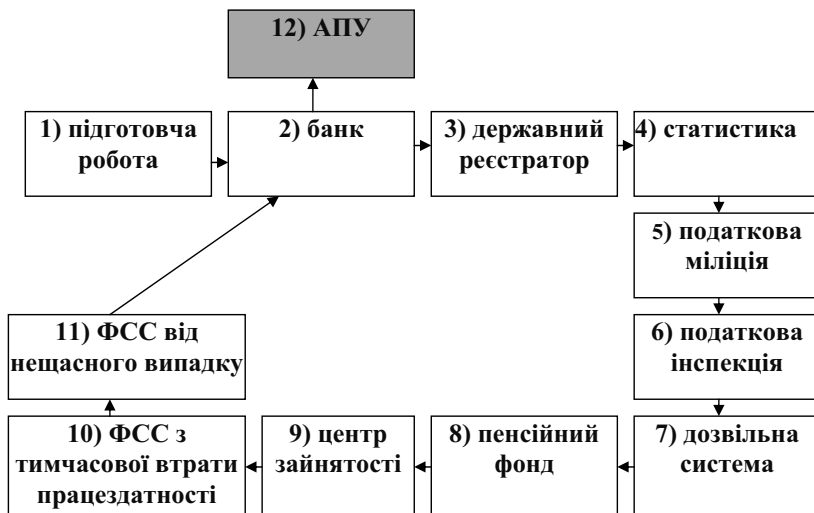 12) АПУ
1) підготовча
робота
2) банк
3) державний
реєстратор
4) статистика
5) податкова
міліція
6) податкова
інспекція
7) дозвільна
система
8) пенсійний
фонд
9) центр
зайнятості
10) ФСС з
тимчасової втрати
працездатності
11) ФСС від
нещасного випадку